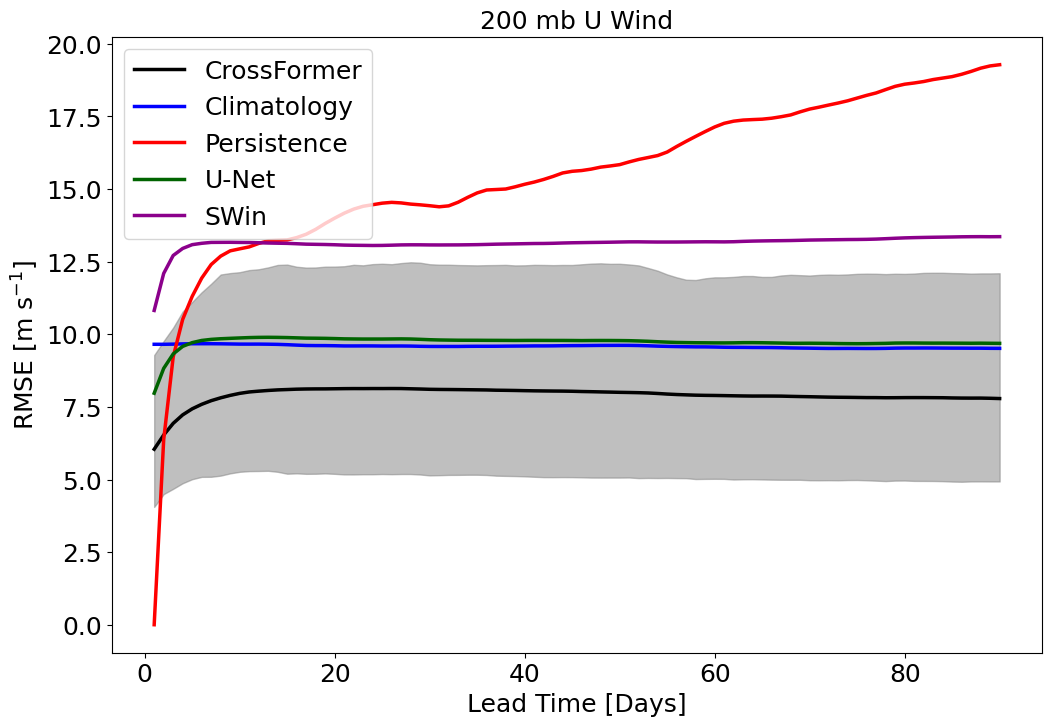 200 mb U Wind
20.0
17.5
15.0
12.5
10.0
7.5
5.0
2.5
0.0
RMSE [m s⁻¹]
CrossFormer
Climatology
Persistence
U-Net
SWin
0
20
40
60
80
Lead Time [Days]